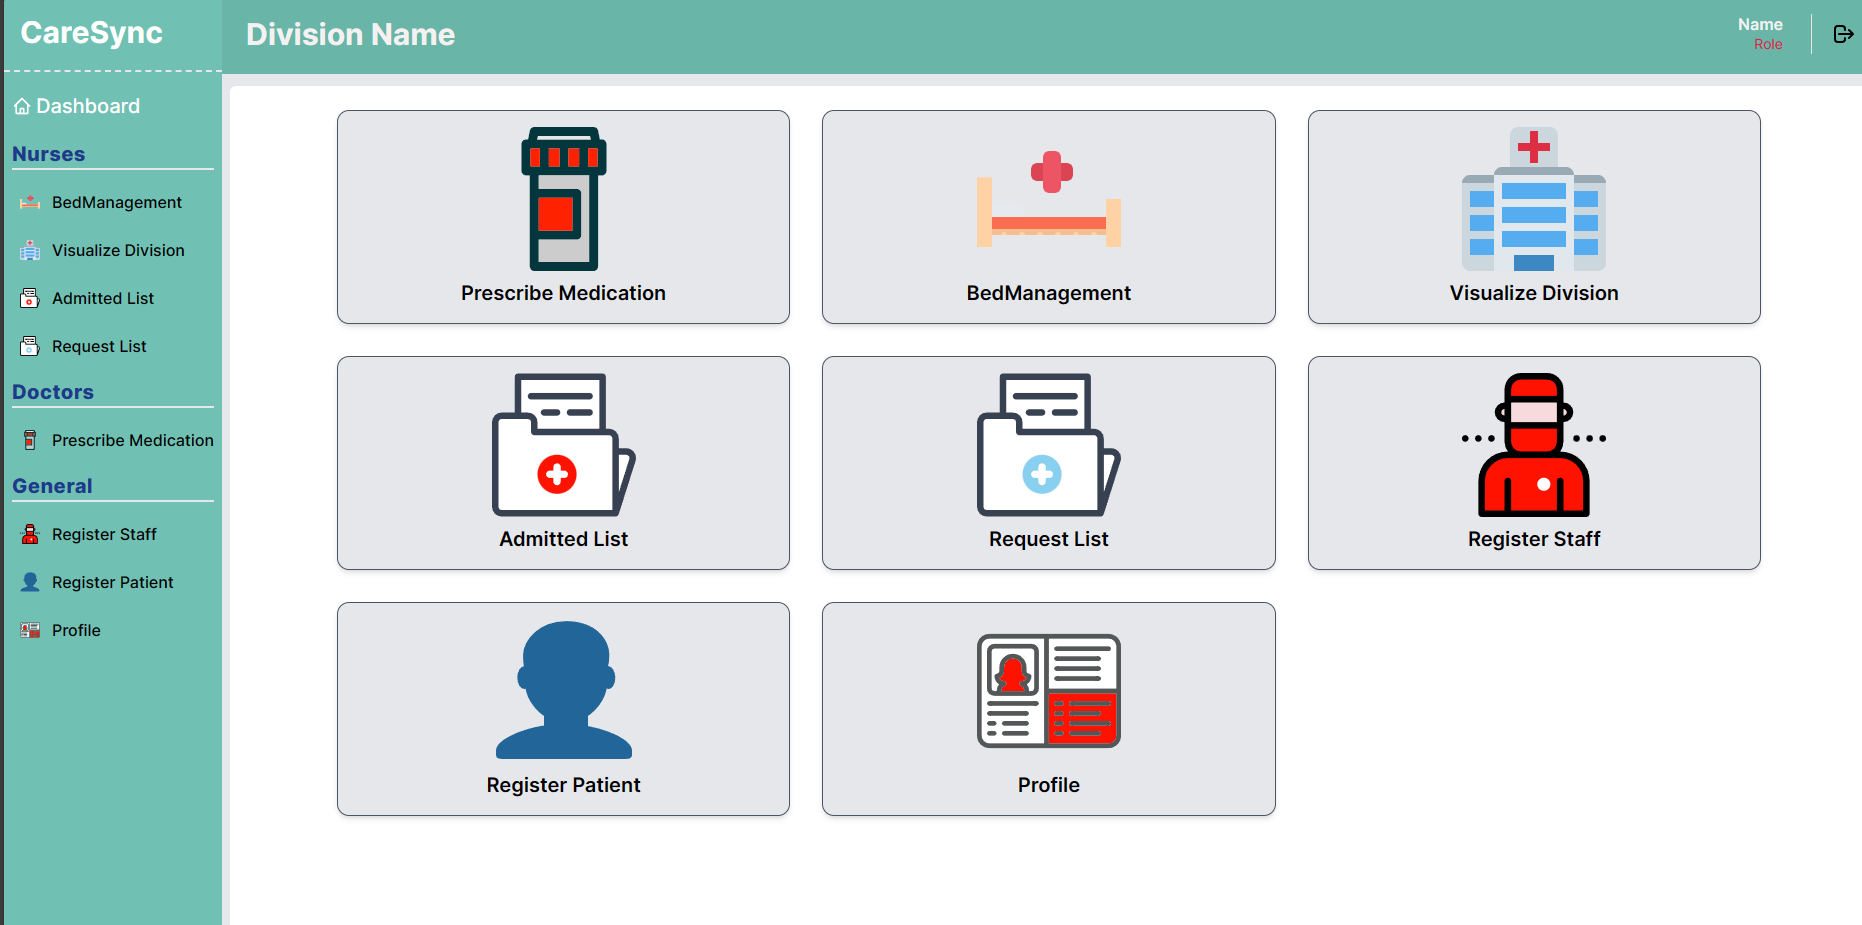 CareSync
Division Name
Name
Role
Dashboard
Nurses
BedManagement
Visualize Division
Admitted List
Request List
Doctors
Prescribe Medication
General
Register Staff
Register Patient
Profile
Prescribe Medication
BedManagement
Visualize Division
Admitted List
Request List
Register Staff
Register Patient
Profile